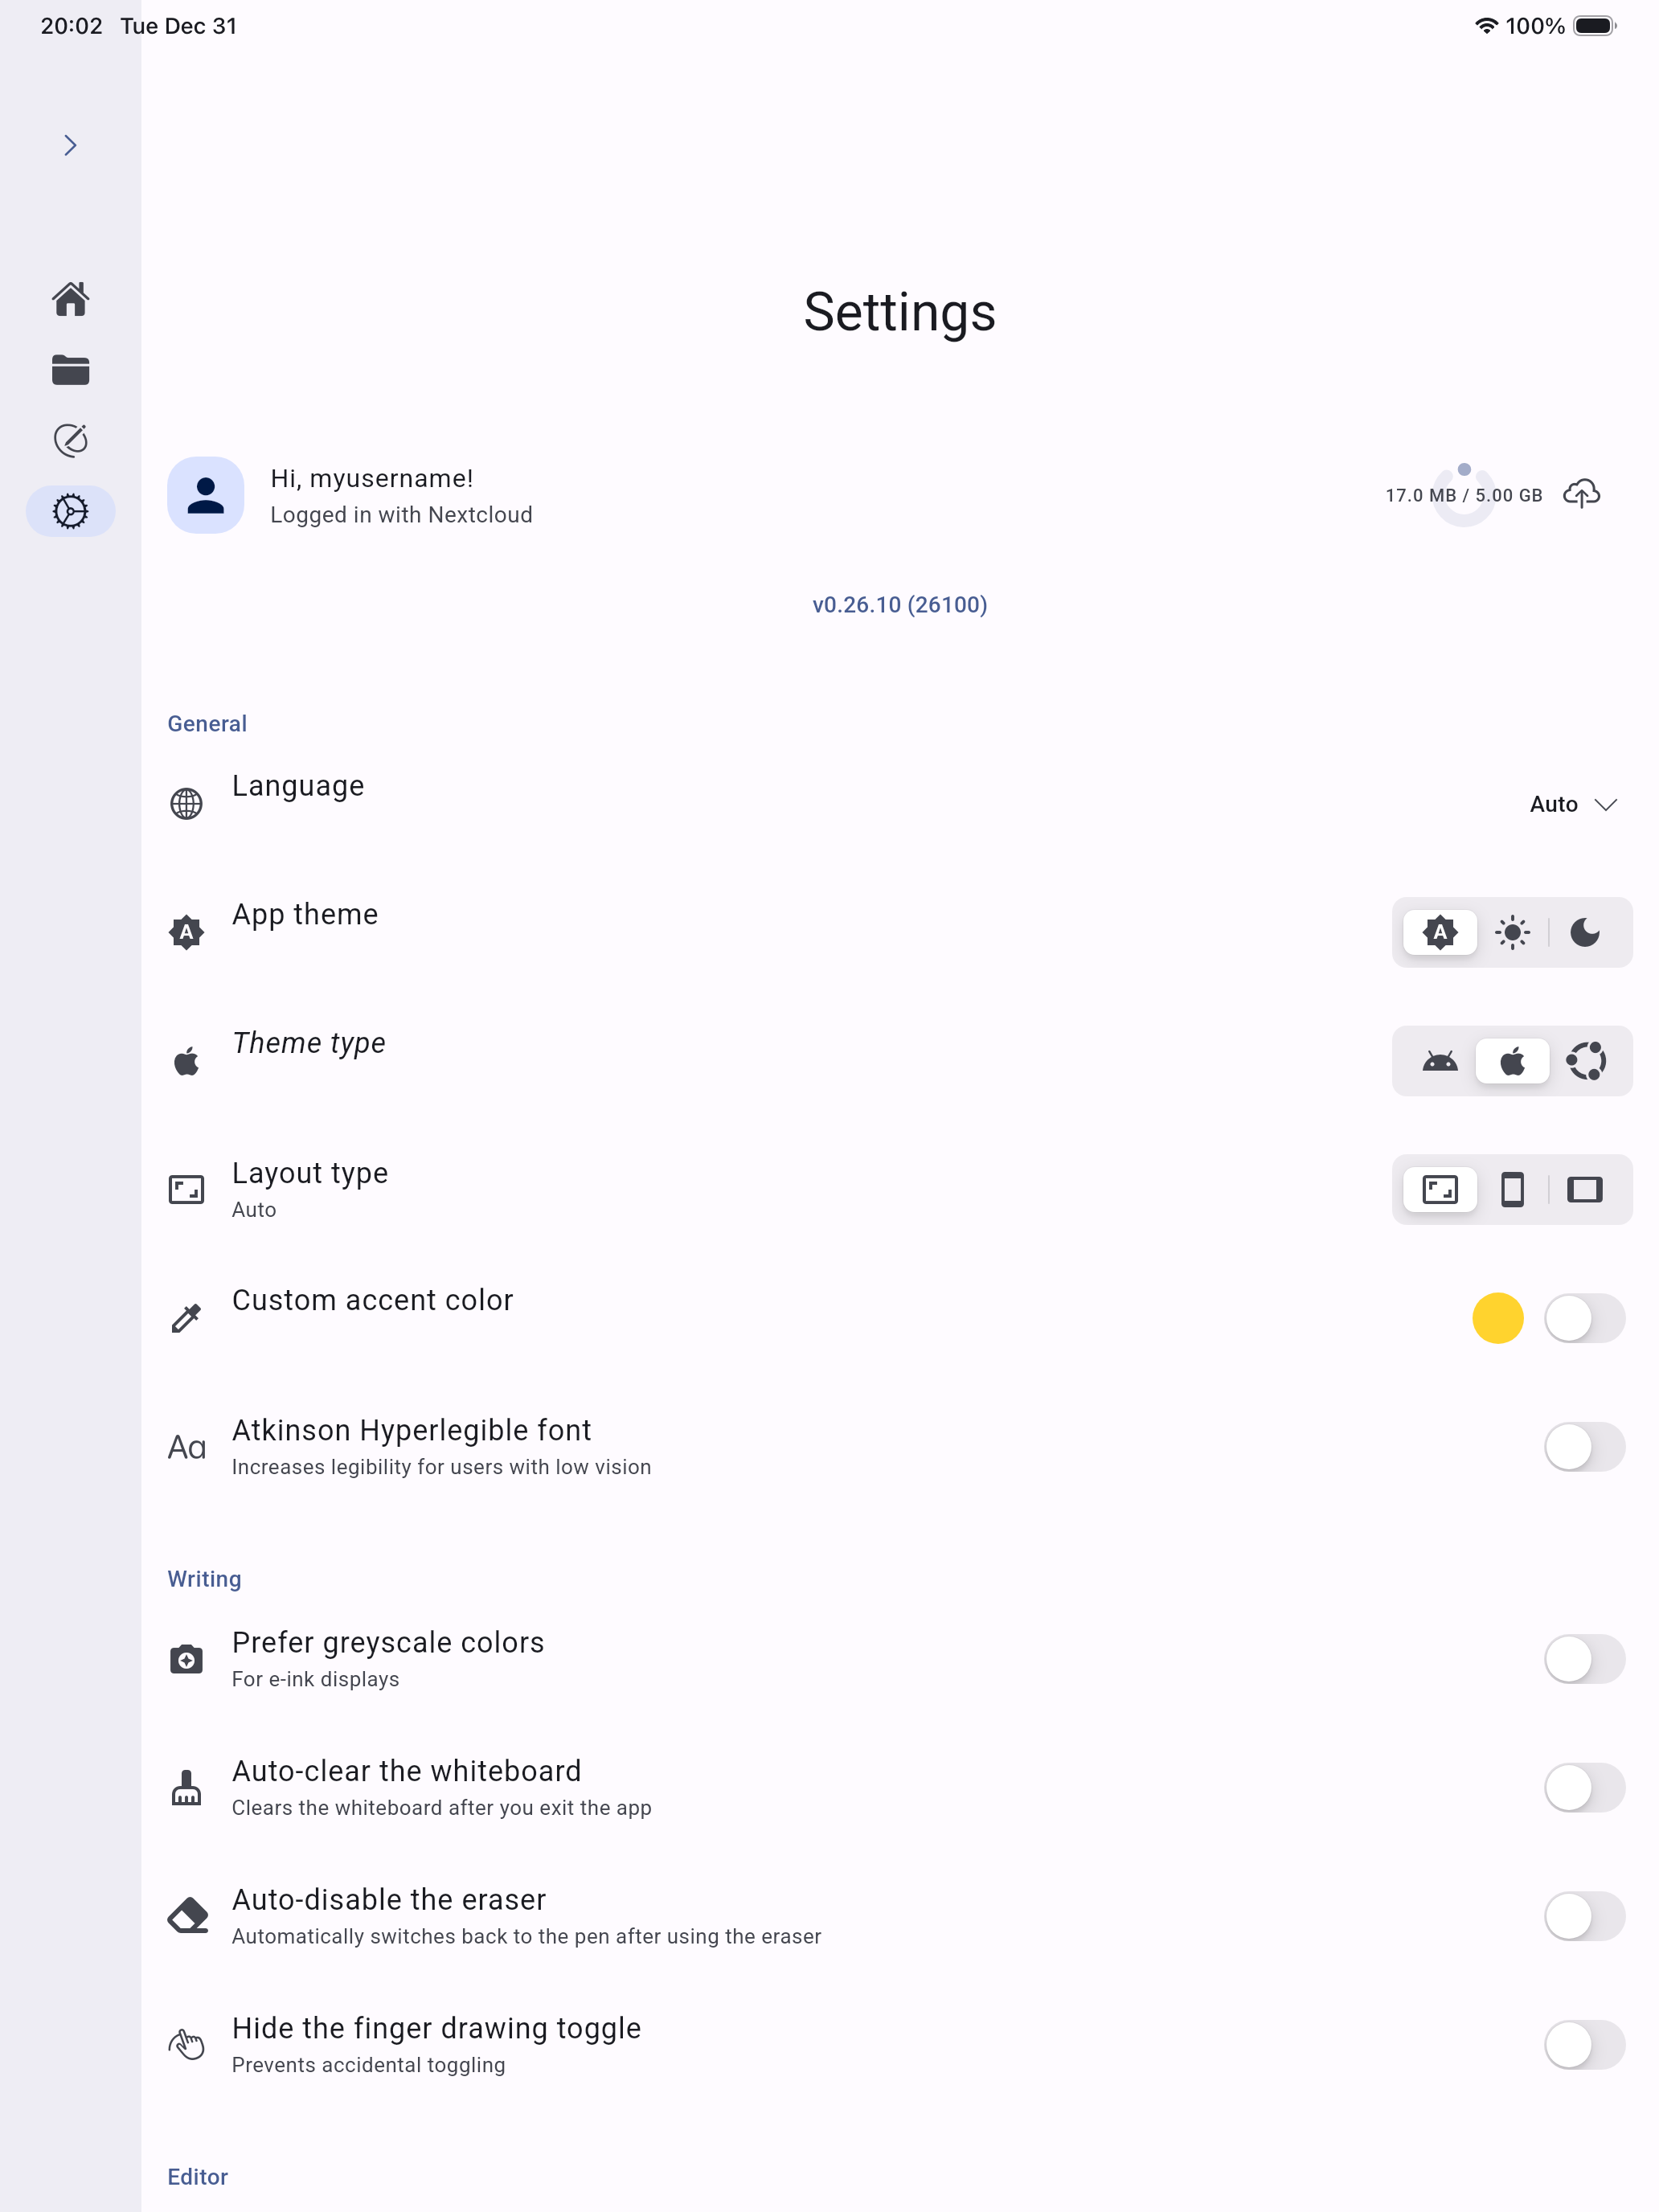 20:02 Tue Dec 31
100%
Settings
Hi, myusername!
Logged in with Nextcloud
17.0 MB / 5.00 GB
v0.26.10 (26100)
General
Language
Auto
App theme
A
A
Theme type
Layout type
Auto
Custom accent color
Aa
Atkinson Hyperlegible font
Increases legibility for users with low vision
Writing
Prefer greyscale colors
For e-ink displays
Auto-clear the whiteboard
Clears the whiteboard after you exit the app
Auto-disable the eraser
Automatically switches back to the pen after using the eraser
Hide the finger drawing toggle
Prevents accidental toggling
Editor